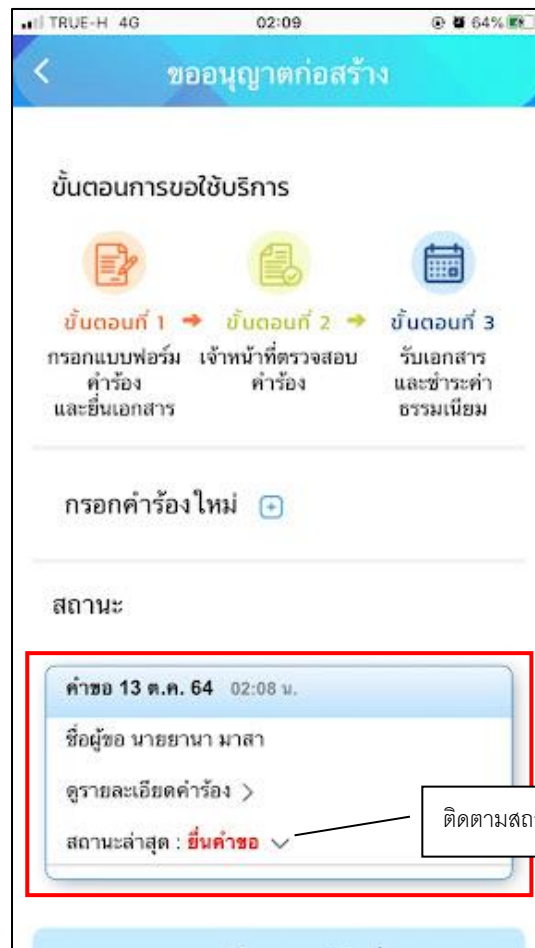 TRUE-H 4G 02:09 64%
ขออนุญาตก่อสร้าง
ขั้นตอนการขอใช้บริการ
ขั้นตอนที่ 1 ขั้นตอนที่ 2 ขั้นตอนที่ 3
กรอกแบบฟอร์ม เจ้าหน้าที่ตรวจสอบ รับเอกสาร
คำร้อง คำร้อง และชำระค่า
และยื่นเอกสาร ธรรมเนียม
กรอกคำร้องใหม่
สถานะ
คำขอ 13 ต.ค. 64 02:08 น.
ชื่อผู้ขอ นายยานา มาสา
ดูรายละเอียดคำร้อง >
สถานะล่าสุด : ยื่นคำขอ